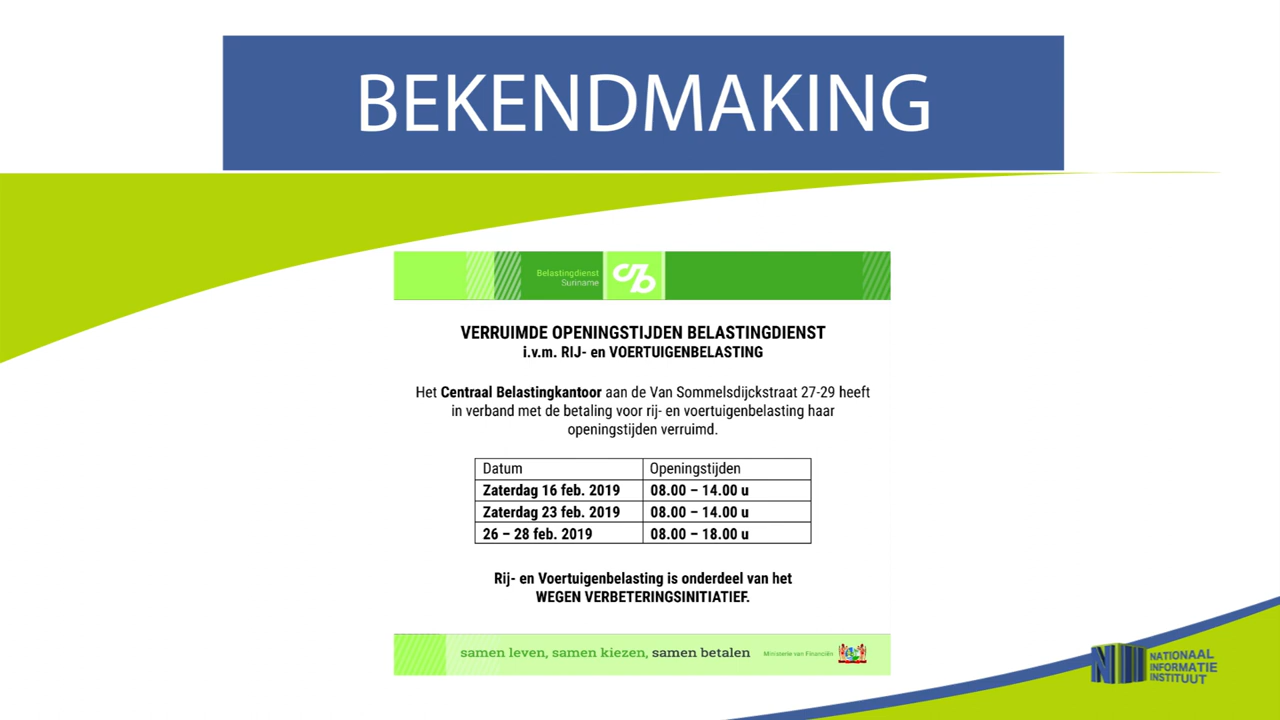 BEKENDMAKING
Belastingdienst
Suriname
VERRUIMDE OPENINGSTIJDEN BELASTINGDIENST
i.v.m. RIJ- en VOERTUIGENBELASTING
Het Centraal Belastingkantoor aan de Van Sommelsdijckstraat 27-29 heeft
in verband met de betaling voor rij- en voertuigenbelasting haar
openingstijden verruimd.
Datum Openingstijden
Zaterdag 16 feb. 2019 08.00 – 14.00 u
Zaterdag 23 feb. 2019 08.00 – 14.00 u
26 – 28 feb. 2019 08.00 – 18.00 u
Rij- en Voertuigenbelasting is onderdeel van het
WEGEN VERBETERINGSINITIATIEF.
samen leven, samen kiezen, samen betalen
Ministerie van Financiën
NATIONAAL
INFORMATIE
INSTITUUT